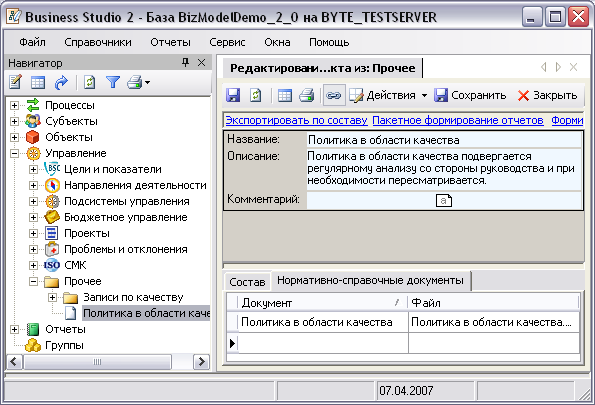 Business Studio 2 - База BizModelDemo_2_0 на BYTE_TESTSERVER
Файл Справочники Отчеты Сервис Окна Помощь
Навигатор
Процессы
Субъекты
Объекты
Управление
BSC Цели и показатели
Направления деятельности
Подсистемы управления
Бюджетное управление
Проекты
Проблемы и отклонения
ISO СМК
Прочее
Записи по качеству
Политика в области каче
Отчеты
Группы
Редактировани...кта из: Прочее
Действия Сохранить Закрыть
Экспортировать по составу Пакетное формирование отчетов Форми
Название: Политика в области качества
Описание: Политика в области качества подвергается
регулярному анализу со стороны руководства и при
необходимости пересматривается.
Комментарий: a
Состав Нормативно-справочные документы
Документ Файл
Политика в области качества Политика в области качества....
07.04.2007